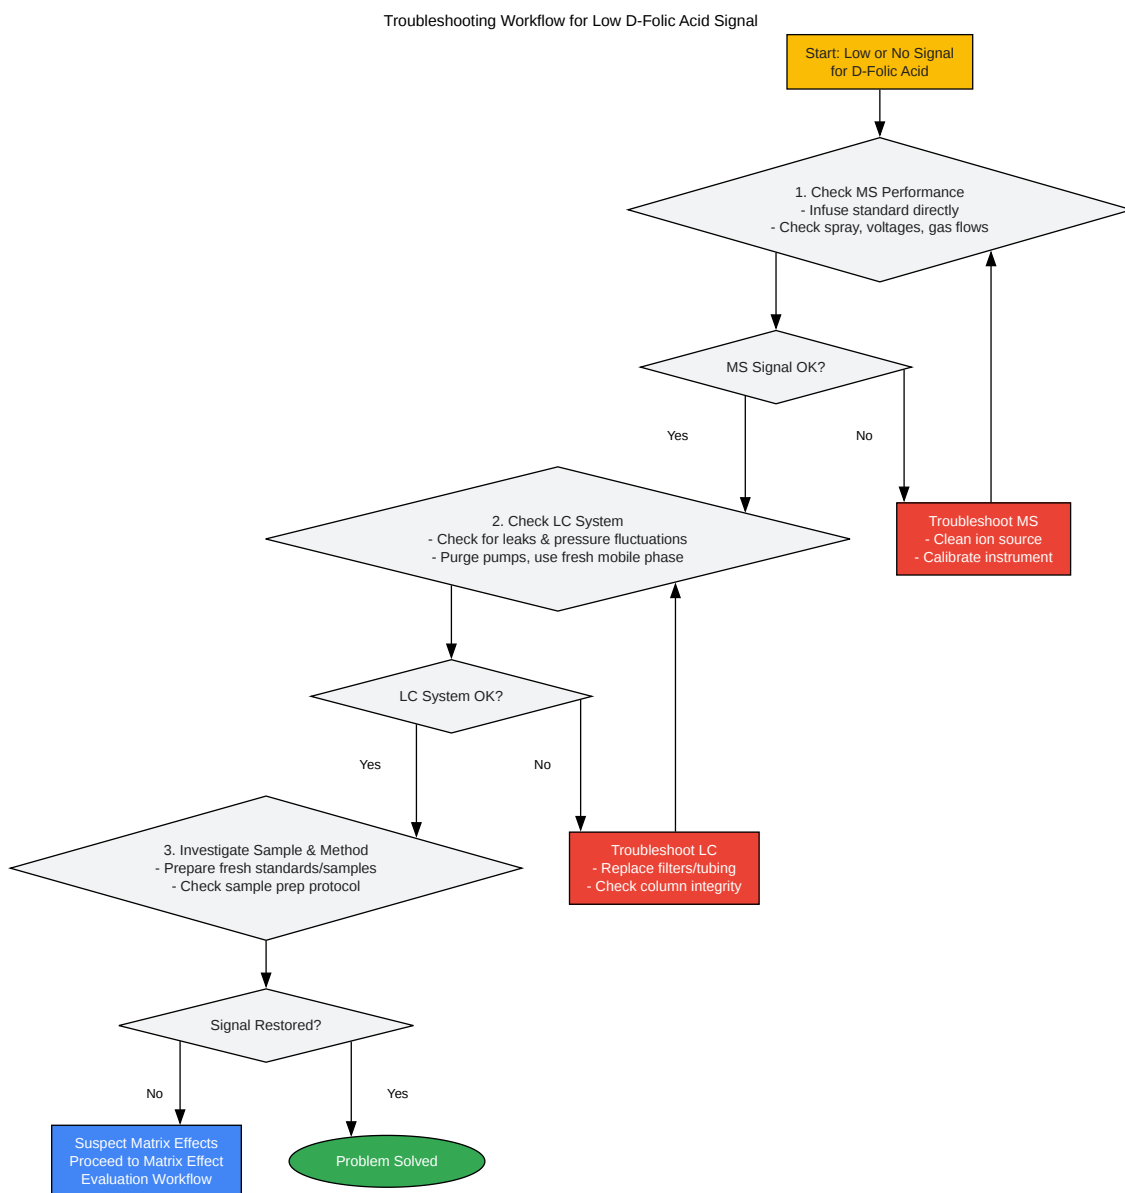 Troubleshooting Workflow for Low D-Folic Acid Signal
Start: Low or No Signal
for D-Folic Acid
1. Check MS Performance
- Infuse standard directly
- Check spray, voltages, gas flows
MS Signal OK?
Yes
No
2. Check LC System
- Check for leaks & pressure fluctuations
- Purge pumps, use fresh mobile phase
Troubleshoot MS
- Clean ion source
- Calibrate instrument
LC System OK?
Yes
No
3. Investigate Sample & Method
- Prepare fresh standards/samples
- Check sample prep protocol
Troubleshoot LC
- Replace filters/tubing
- Check column integrity
Signal Restored?
No
Yes
Suspect Matrix Effects
Proceed to Matrix Effect
Evaluation Workflow
Problem Solved